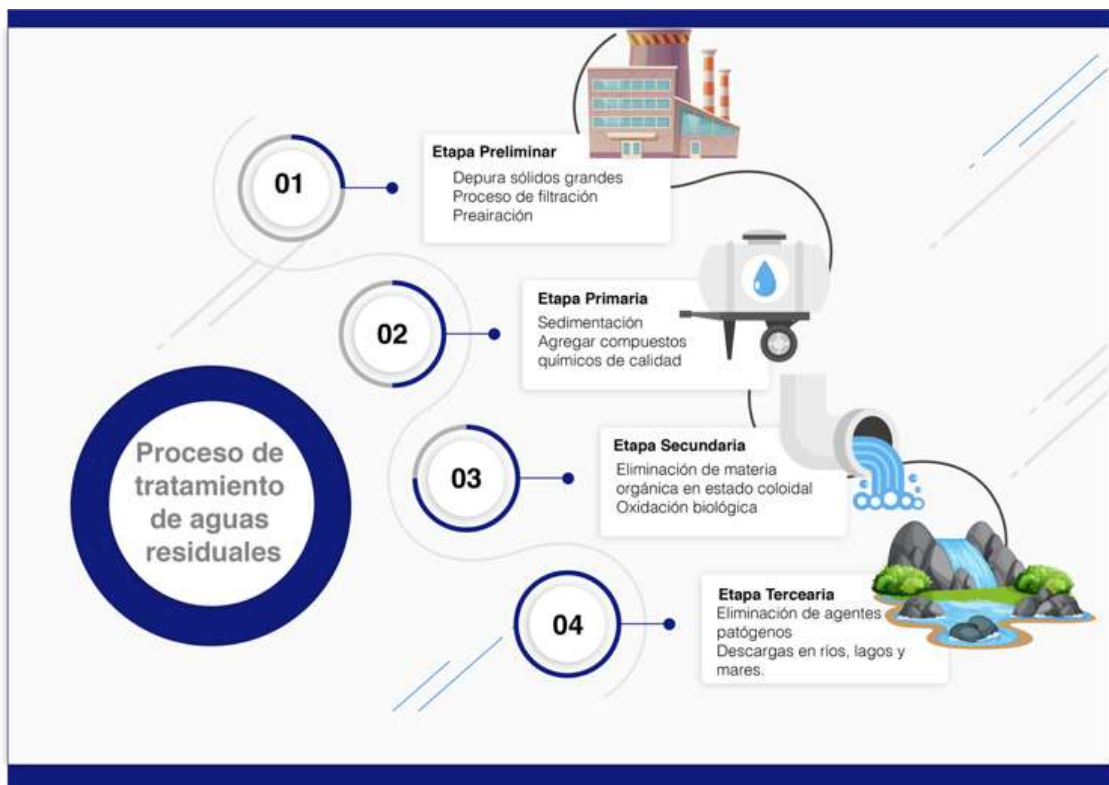 Proceso de
tratamiento
de aguas
residuales
01
Etapa Preliminar
Depura sólidos grandes
Proceso de filtración
Preairación
02
Etapa Primaria
Sedimentación
Agregar compuestos
químicos de calidad
03
Etapa Secundaria
Eliminación de materia
orgánica en estado coloidal
Oxidación biológica
04
Etapa Tercearia
Eliminación de agentes
patógenos
Descargas en ríos, lagos y
mares.